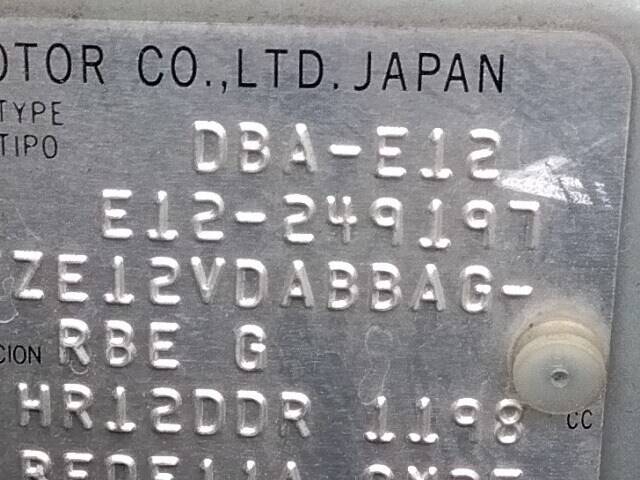 OTOR CO.,LTD. JAPAN
TYPE
TIPO
DBA-E12
E12-249197
ZE12VDABBAG-
CION RBE G
HR12DDR 1198 CC